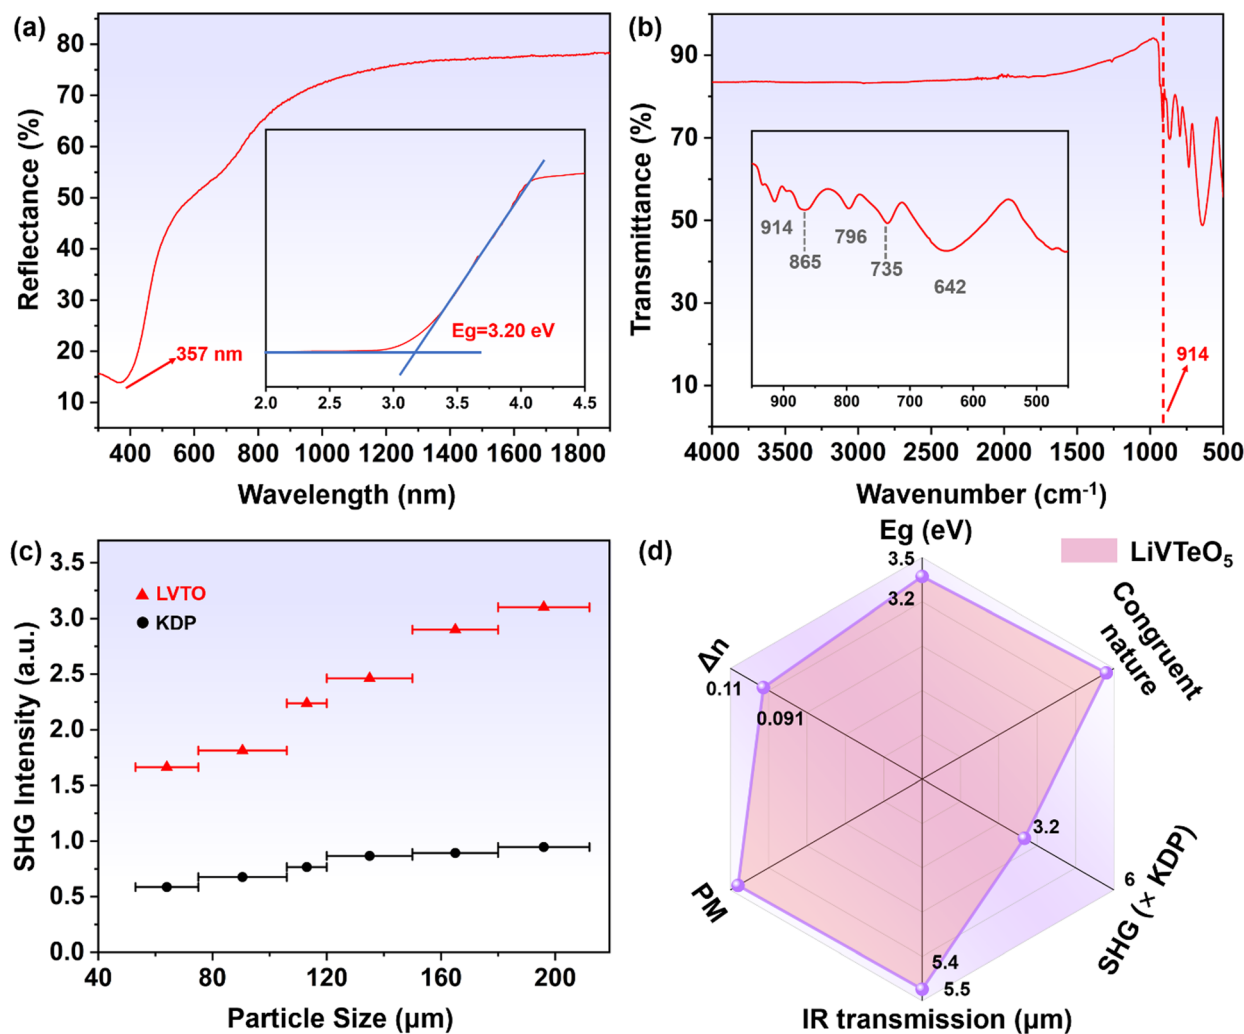 (a)
Reflectance (%)
80
70
60
50
40
30
20
10
357 nm
Eg=3.20 eV
2.0 2.5 3.0 3.5 4.0 4.5
400 600 800 1000 1200 1400 1600 1800
Wavelength (nm)
(b)
Transmittance (%)
90
70
50
30
10
914
865
796
735
642
900 800 700 600 500
914
4000 3500 3000 2500 2000 1500 1000 500
Wavenumber (cm⁻¹)
(c)
SHG Intensity (a.u.)
3.5
3.0
2.5
2.0
1.5
1.0
0.5
0.0
LVTO
KDP
40 80 120 160 200
Particle Size (μm)
(d)
LiVTeO₅
Eg (eV)
3.5
3.2
Congruent
nature
Δn
0.11
0.091
3.2
6
SHG (× KDP)
PM
5.4
5.5
IR transmission (μm)